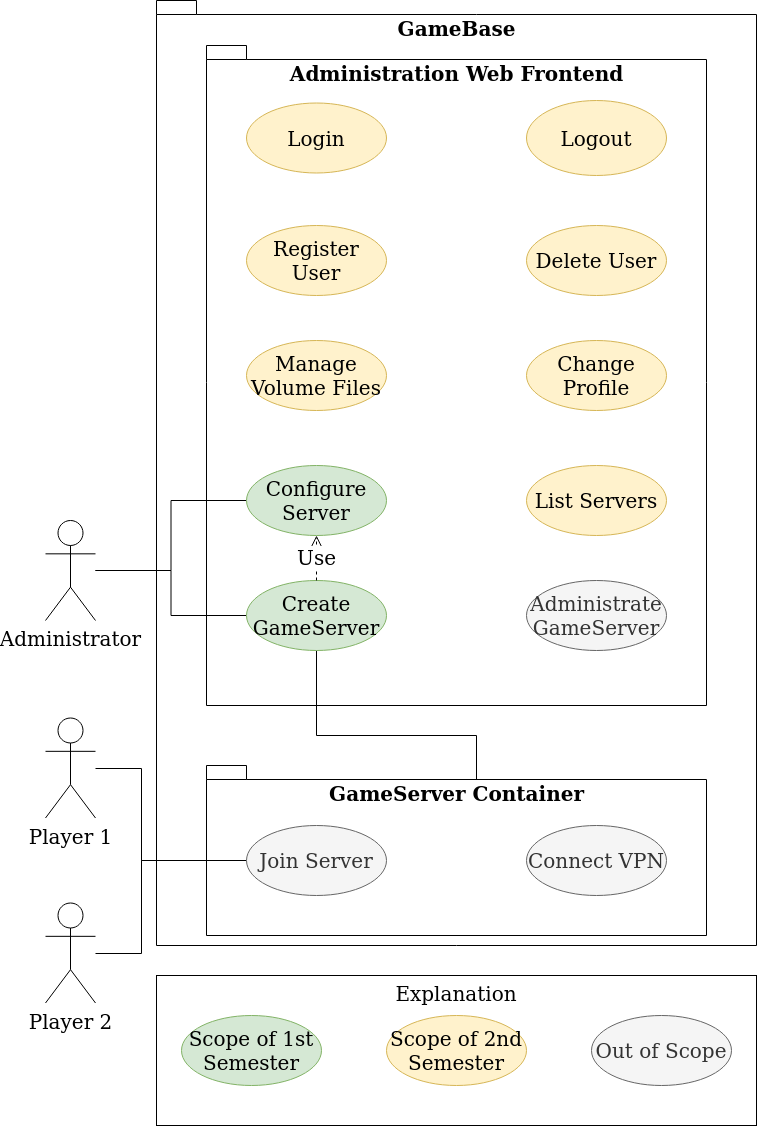 GameBase
Administration Web Frontend
Login
Logout
Register
User
Delete User
Manage
Volume Files
Change
Profile
Configure
Server
List Servers
Use
Create
GameServer
Administrate
GameServer
Administrator
Player 1
GameServer Container
Join Server
Connect VPN
Player 2
Explanation
Scope of 1st
Semester
Scope of 2nd
Semester
Out of Scope